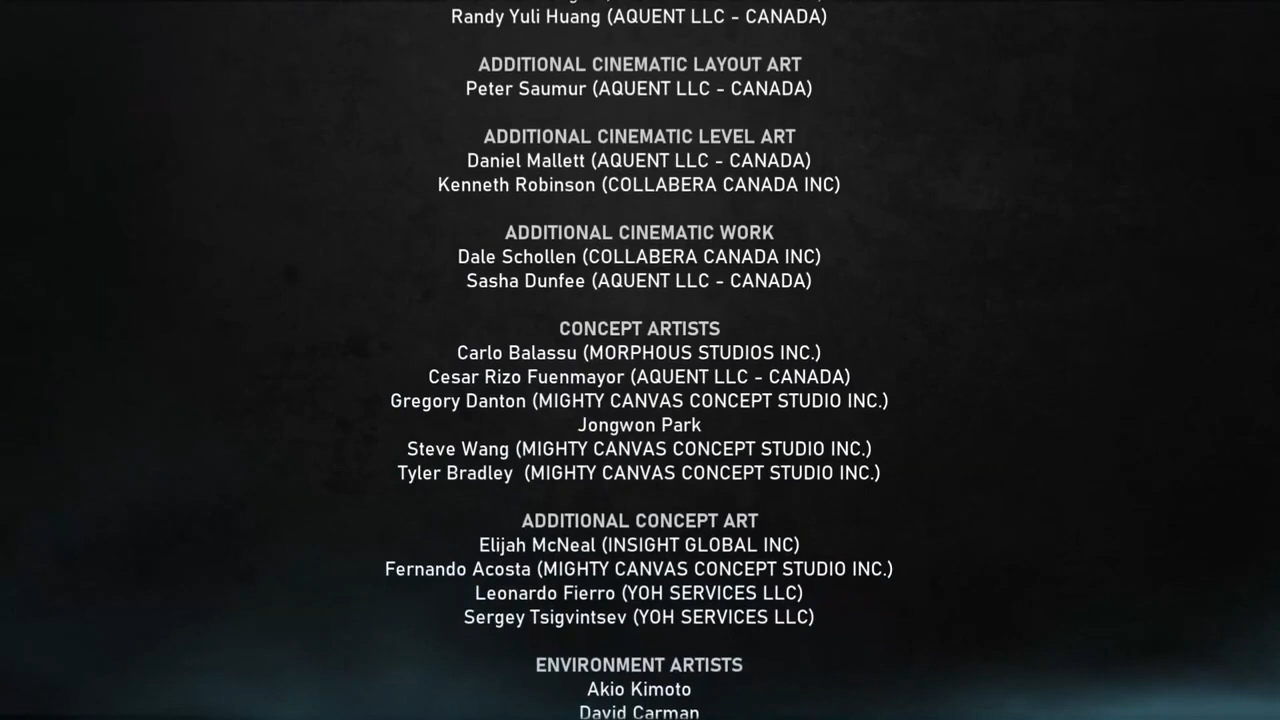 Randy Yuli Huang (AQUENT LLC - CANADA)
ADDITIONAL CINEMATIC LAYOUT ART
Peter Saumur (AQUENT LLC - CANADA)
ADDITIONAL CINEMATIC LEVEL ART
Daniel Mallett (AQUENT LLC - CANADA)
Kenneth Robinson (COLLABERA CANADA INC)
ADDITIONAL CINEMATIC WORK
Dale Schollen (COLLABERA CANADA INC)
Sasha Dunfee (AQUENT LLC - CANADA)
CONCEPT ARTISTS
Carlo Balassu (MORPHOUS STUDIOS INC.)
Cesar Rizo Fuenmayor (AQUENT LLC - CANADA)
Gregory Danton (MIGHTY CANVAS CONCEPT STUDIO INC.)
Jongwon Park
Steve Wang (MIGHTY CANVAS CONCEPT STUDIO INC.)
Tyler Bradley  (MIGHTY CANVAS CONCEPT STUDIO INC.)
ADDITIONAL CONCEPT ART
Elijah McNeal (INSIGHT GLOBAL INC)
Fernando Acosta (MIGHTY CANVAS CONCEPT STUDIO INC.)
Leonardo Fierro (YOH SERVICES LLC)
Sergey Tsigvintsev (YOH SERVICES LLC)
ENVIRONMENT ARTISTS
Akio Kimoto
David Carman